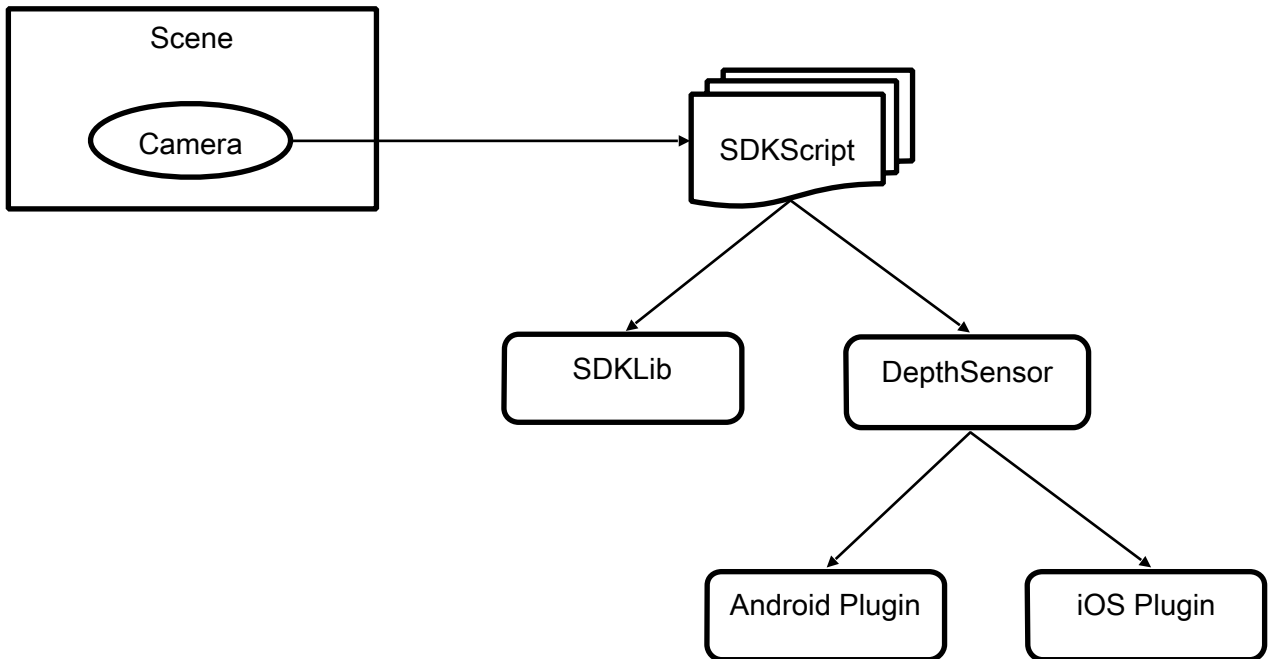 Scene
Camera
SDKScript
SDKLib
DepthSensor
Android Plugin
iOS Plugin